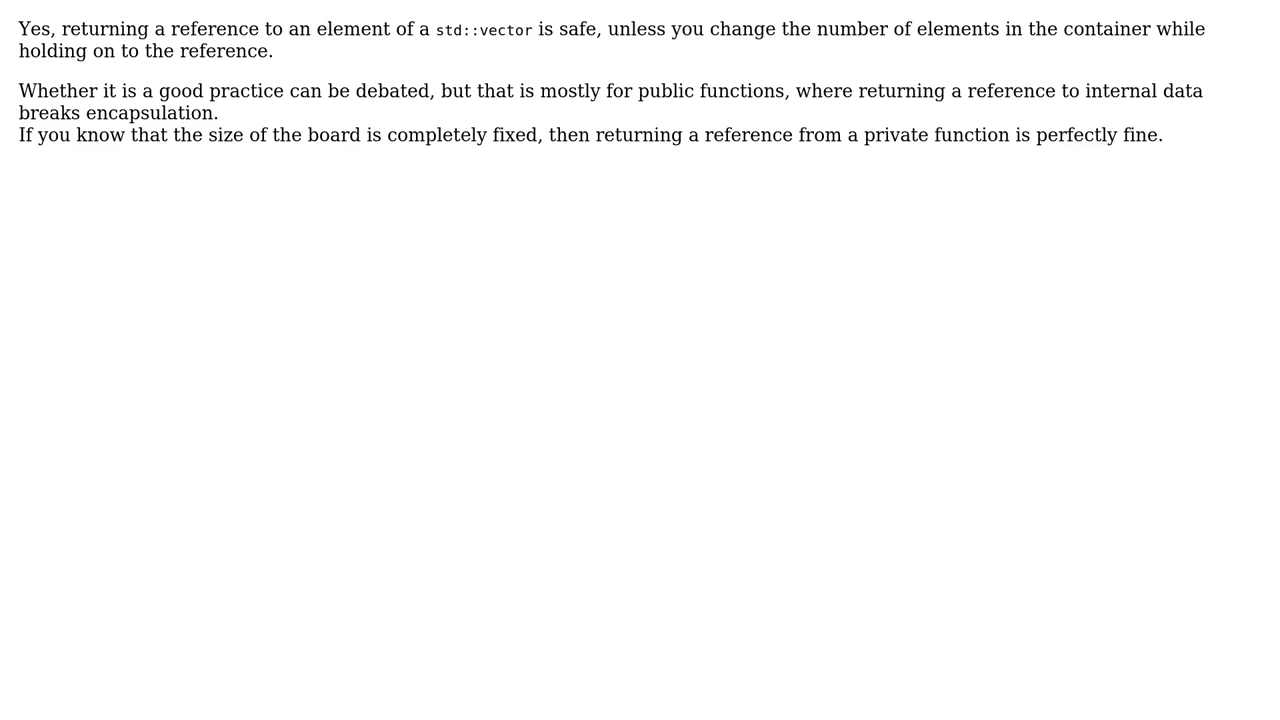 Yes, returning a reference to an element of a std::vector is safe, unless you change the number of elements in the container while
holding on to the reference.
Whether it is a good practice can be debated, but that is mostly for public functions, where returning a reference to internal data
breaks encapsulation.
If you know that the size of the board is completely fixed, then returning a reference from a private function is perfectly fine.